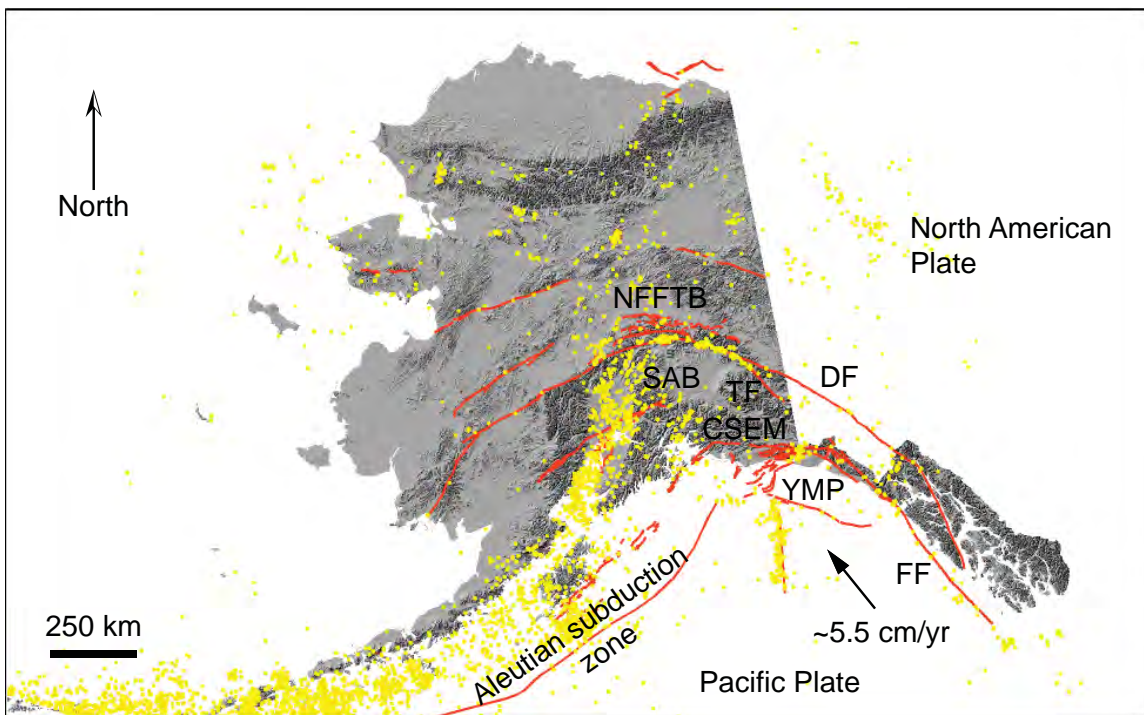 North
North American
Plate
NFFTB
SAB
TF
DF
CSEM
YMP
FF
250 km
Aleutian subduction
zone
~5.5 cm/yr
Pacific Plate